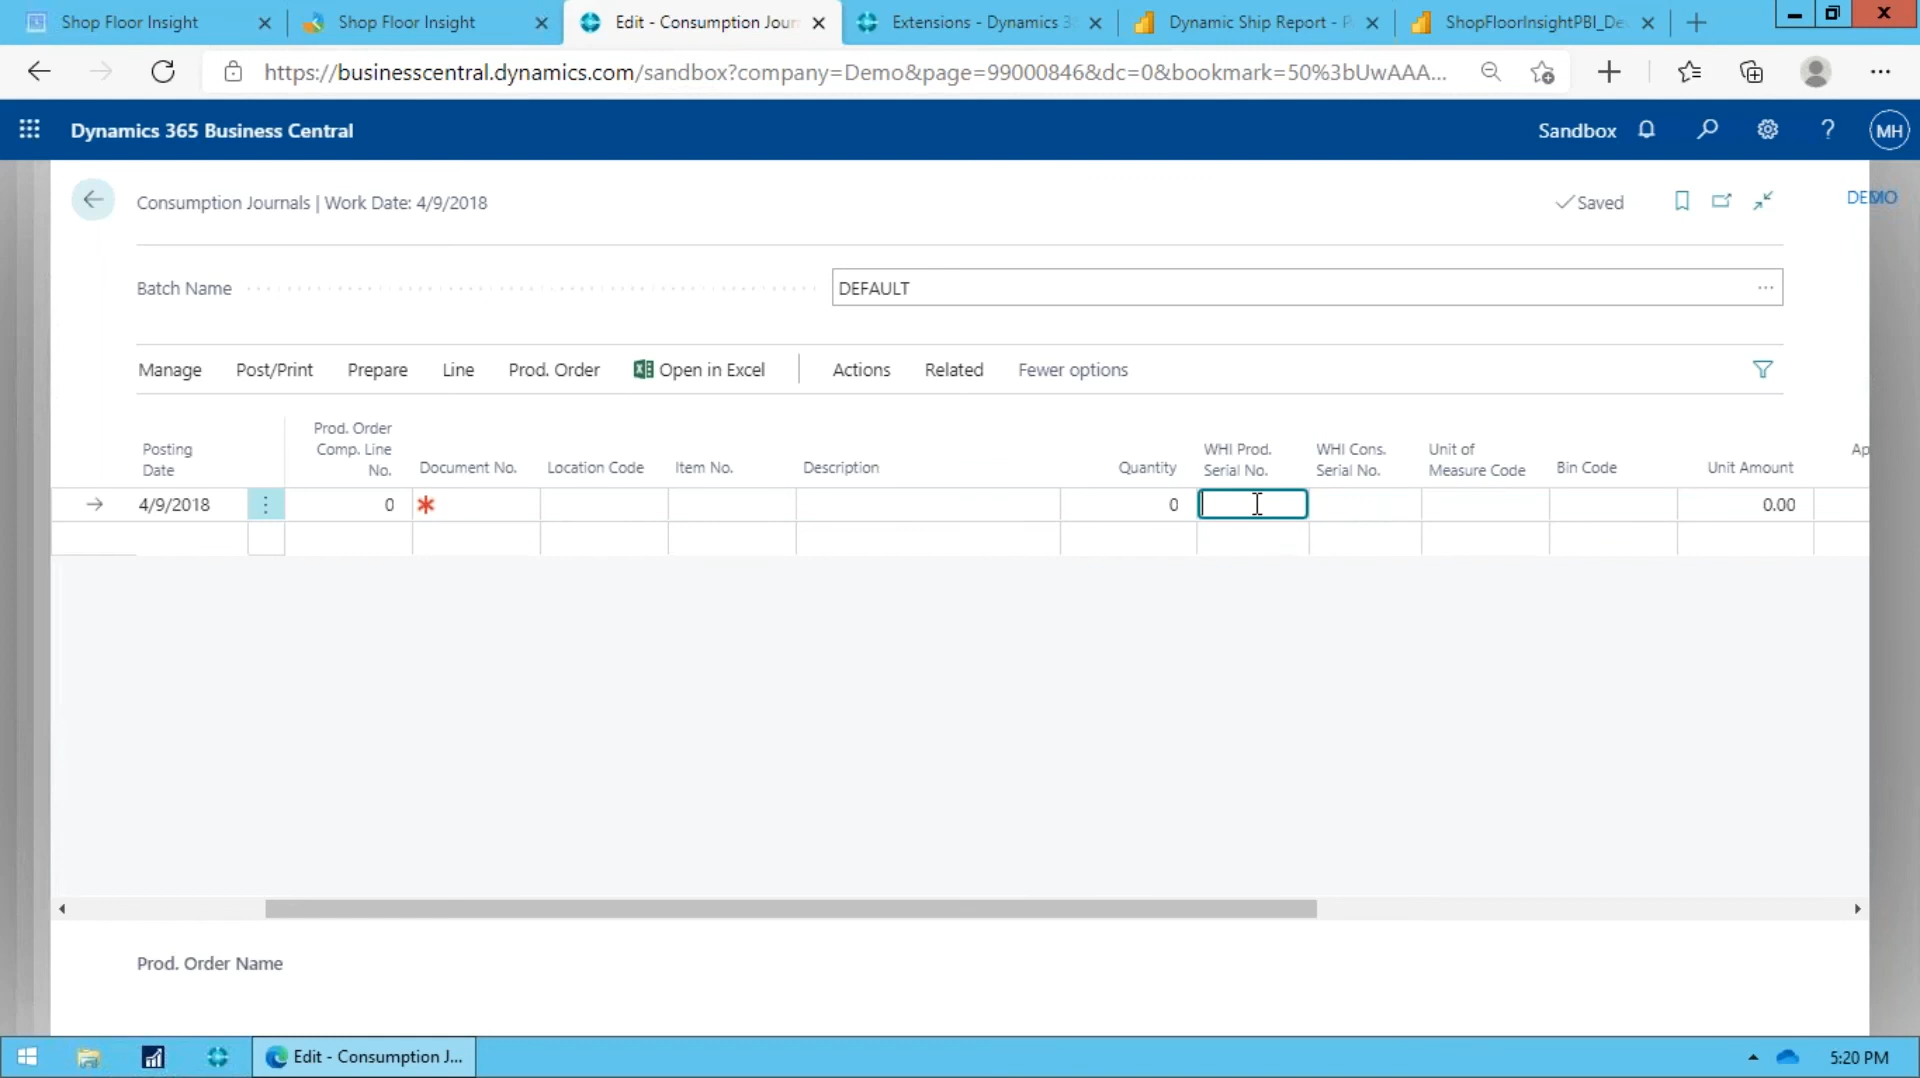 Shop Floor Insight
Shop Floor Insight
Edit - Consumption Jour
Extensions - Dynamics 3
Dynamic Ship Report - P
ShopFloorInsightPBI_De
https://businesscentral.dynamics.com/sandbox?company=Demo&page=99000846&dc=0&bookmark=50%3bUwAAA...
Dynamics 365 Business Central
Sandbox
?
MH
Consumption Journals | Work Date: 4/9/2018
Saved
Batch Name
DEFAULT
Manage
Post/Print
Prepare
Line
Prod. Order
Open in Excel
Actions
Related
Fewer options
Posting
Date
Prod. Order
Comp. Line
No.
Document No.
Location Code
Item No.
Description
Quantity
WHI Prod.
Serial No.
WHI Cons.
Serial No.
Unit of
Measure Code
Bin Code
Unit Amount
Ap
4/9/2018
0
0
0.00
Prod. Order Name
Edit - Consumption J...
5:20 PM